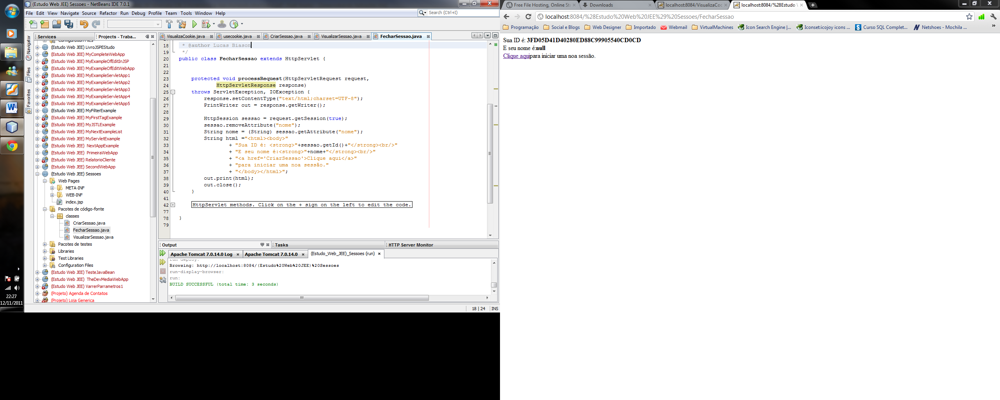 (Estudo Web JEE) Sessoes - NetBeans IDE 7.0.1
File Edit View Navigate Source Refactor Run Debug Profile Team Tools Window Help
Search (Ctrl+I)
Services
Projects - Traba...
Navigator
Files
Favorites
Configuration Files
(Estudo Web JEE) LivroJSPEStudo
(Estudo Web JEE) MyCompleteWebApp
(Estudo Web JEE) MyExampleOfEditInJSP
(Estudo Web JEE) MyExampleOfEditWebApp
(Estudo Web JEE) MyExampleServletApp1
(Estudo Web JEE) MyExampleServletApp2
(Estudo Web JEE) MyExampleServletApp3
(Estudo Web JEE) MyExampleServletApp4
(Estudo Web JEE) MyExampleServletApp5
(Estudo Web JEE) MyFilterExample
(Estudo Web JEE) MyFirstTagExample
(Estudo Web JEE) MyJSTLExample
(Estudo Web JEE) MyNextExampleList
(Estudo Web JEE) MyServletExample
(Estudo Web JEE) NextAppExample
(Estudo Web JEE) PrimeiraWebApp
(Estudo Web JEE) RelatorioCliente
(Estudo Web JEE) SecondWebApp
(Estudo Web JEE) Sessoes
Web Pages
META-INF
WEB-INF
index.jsp
Pacotes de código-fonte
classes
CriarSessao.java
FecharSessao.java
VisualizarSessao.java
Pacotes de testes
Libraries
Test Libraries
Configuration Files
(Estudo Web JEE) TesteJavaBean
(Estudo Web JEE) TheDevMediaWebApp
(Estudo Web JEE) VarrerParrametros1
(Projeto) Agenda de Contatos
(Projeto) Loja Generica
22:27
12/11/2011
VisualizaCookie.java usecookie.java CriarSessao.java VisualizarSessao.java FecharSessao.java
18 * @author Lucas Biason
19 */
20 public class FecharSessao extends HttpServlet {
21
22
23 protected void processRequest(HttpServletRequest request,
24 HttpServletResponse response)
25 throws ServletException, IOException {
26 response.setContentType("text/html;charset=UTF-8");
27 PrintWriter out = response.getWriter();
28
29 HttpSession sessao = request.getSession(true);
30 sessao.removeAttribute("nome");
31 String nome = (String) sessao.getAttribute("nome");
32 String html ="<html><body>"
33 + "Sua ID é: <strong>"+sessao.getId()+"</strong><br/>"
34 + "E seu nome é:<strong>"+nome+"</strong><br/>"
35 + "<a href='CriarSessao'>Clique aqui</a>"
36 + "para iniciar uma noa sessão."
37 + "</body></html>";
38 out.print(html);
39 out.close();
40 }
41
42 HttpServlet methods. Click on the + sign on the left to edit the code.
77
78 }
79
Output
Tasks
HTTP Server Monitor
Apache Tomcat 7.0.14.0 Log
Apache Tomcat 7.0.14.0
(Estudo_Web_JEE)_Sessoes (run)
run-deploy:
Browsing: http://localhost:8084/(Estudo%20Web%20JEE)%20Sessoes
run-display-browser:
run:
BUILD SUCCESSFUL (total time: 3 seconds)
18 | 24 INS
Free File Hosting, Online St
Downloads
localhost:8084/VisualizaCoo
localhost:8084/%28Estudo
localhost:8084/%28Estudo%20Web%20JEE%29%20Sessoes/FecharSessao
Programação
Social e Blogs
Web Designer
Importado
Webmail
VirtualMachines
Icon Search Engine |...
Iconset:icojoy icons ...
Curso SQL Complet...
Netshoes - Mochila ...
Sua ID é: 3FD05D41D40280ED88C99905540CD0CD
E seu nome é:null
Clique aquipara iniciar uma noa sessão.